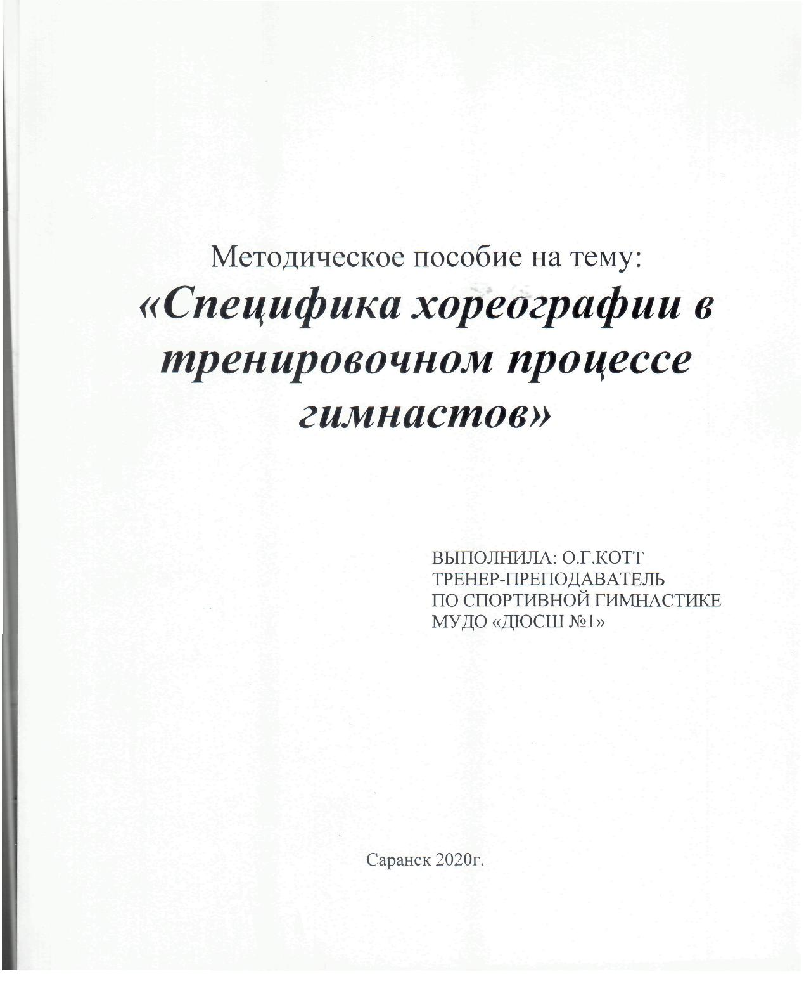 Методическое пособие на тему:
«Специфика хореографии в
тренировочном процессе
гимнастов»
ВЫПОЛНИЛА: О.Г.КОТТ
ТРЕНЕР-ПРЕПОДАВАТЕЛЬ
ПО СПОРТИВНОЙ ГИМНАСТИКЕ
МУДО «ДЮСШ №1»
Саранск 2020г.